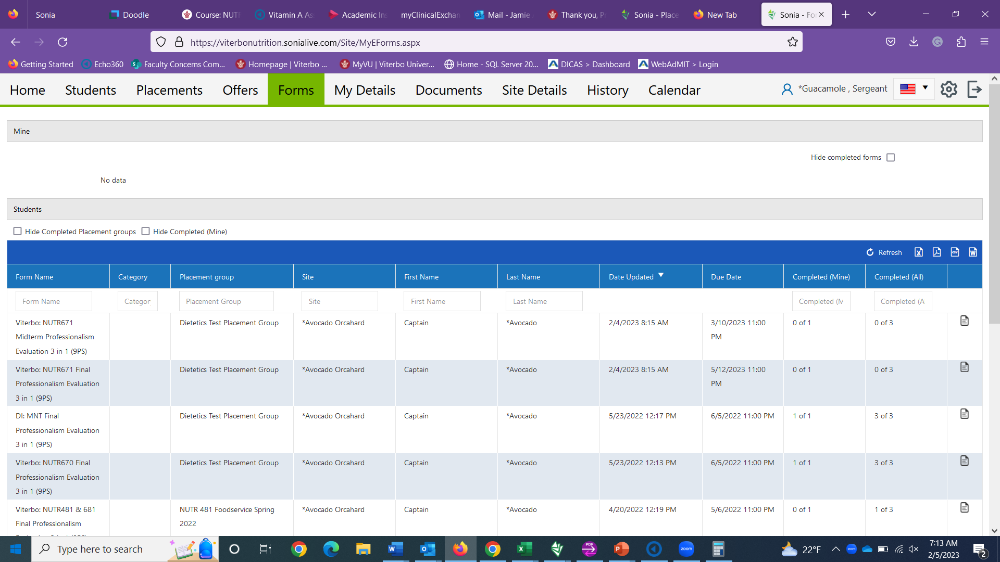 Sonia
Doodle
Course: NUTR
Vitamin A As
Academic Ins
myClinicalExchan
Mail - Jamie
Thank you, P
Sonia - Place
New Tab
Sonia - Fo
https://viterbonutrition.sonialive.com/Site/MyEForms.aspx
Getting Started
Echo360
Faculty Concerns Com...
Homepage | Viterbo ...
MyVU | Viterbo Univer...
Home - SQL Server 20...
DICAS > Dashboard
WebAdMIT > Login
Home Students Placements Offers Forms My Details Documents Site Details History Calendar
*Guacamole , Sergeant
Mine
Hide completed forms
No data
Students
Hide Completed Placement groups Hide Completed (Mine)
Refresh
Form Name Category Placement group Site First Name Last Name Date Updated Due Date Completed (Mine) Completed (All)
Form Name Categor Placement Group Site First Name Last Name Completed (M Completed (A
Viterbo: NUTR671 Dietetics Test Placement Group *Avocado Orcahard Captain *Avocado 2/4/2023 8:15 AM 3/10/2023 11:00 0 of 1 0 of 3
Midterm Professionalism PM
Evaluation 3 in 1 (9PS)
Viterbo: NUTR671 Final Dietetics Test Placement Group *Avocado Orcahard Captain *Avocado 2/4/2023 8:15 AM 5/12/2023 11:00 0 of 1 0 of 3
Professionalism Evaluation PM
3 in 1 (9PS)
DI: MNT Final Dietetics Test Placement Group *Avocado Orcahard Captain *Avocado 5/23/2022 12:17 PM 6/5/2022 11:00 PM 1 of 1 3 of 3
Professionalism Evaluation
3 in 1 (9PS)
Viterbo: NUTR670 Final Dietetics Test Placement Group *Avocado Orcahard Captain *Avocado 5/23/2022 12:13 PM 6/5/2022 11:00 PM 1 of 1 3 of 3
Professionalism Evaluation
3 in 1 (9PS)
Viterbo: NUTR481 & 681 NUTR 481 Foodservice Spring *Avocado Orcahard Captain *Avocado 4/20/2022 12:19 PM 5/6/2022 11:00 PM 0 of 1 1 of 3
Final Professionalism 2022
Type here to search
22°F
7:13 AM
2/5/2023
2